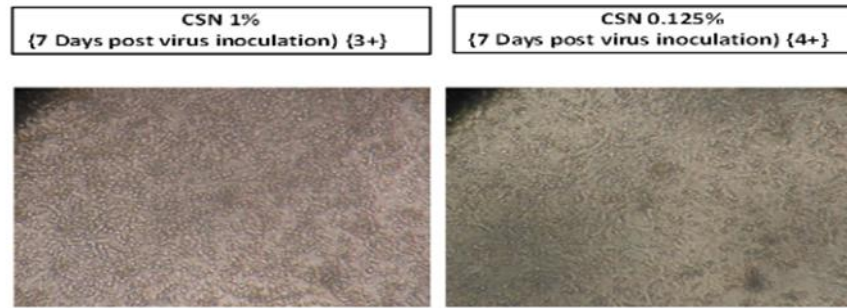 CSN 1%
{7 Days post virus inoculation) {3+}
CSN 0.125%
{7 Days post virus inoculation) {4+}